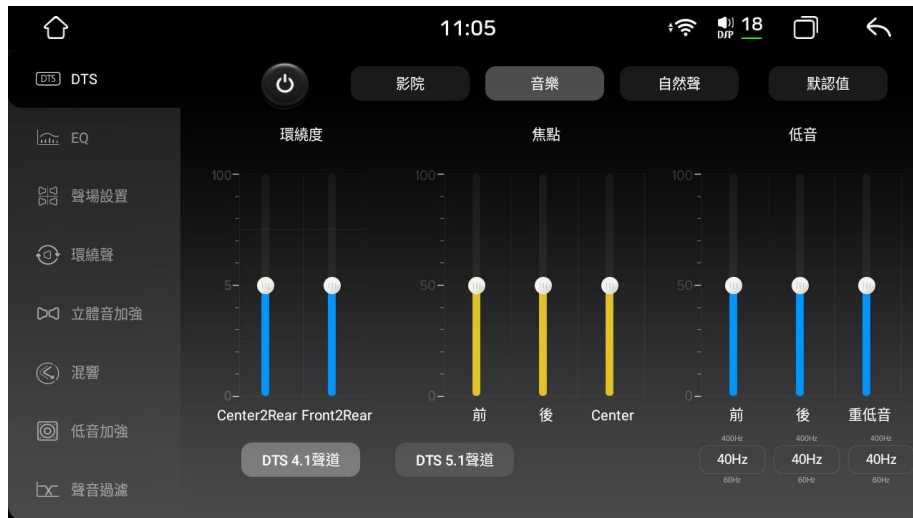 11:05
DSP 18
DTS DTS
影院
音樂
自然聲
默認值
EQ
聲場設置
環繞聲
立體音加強
混響
低音加強
聲音過濾
環繞度
100
5
0
Center2Rear Front2Rear
焦點
100
50
0
前 後 Center
低音
100
50
0
前 後 重低音
400Hz 400Hz 400Hz
40Hz 40Hz 40Hz
60Hz 60Hz 60Hz
DTS 4.1聲道
DTS 5.1聲道